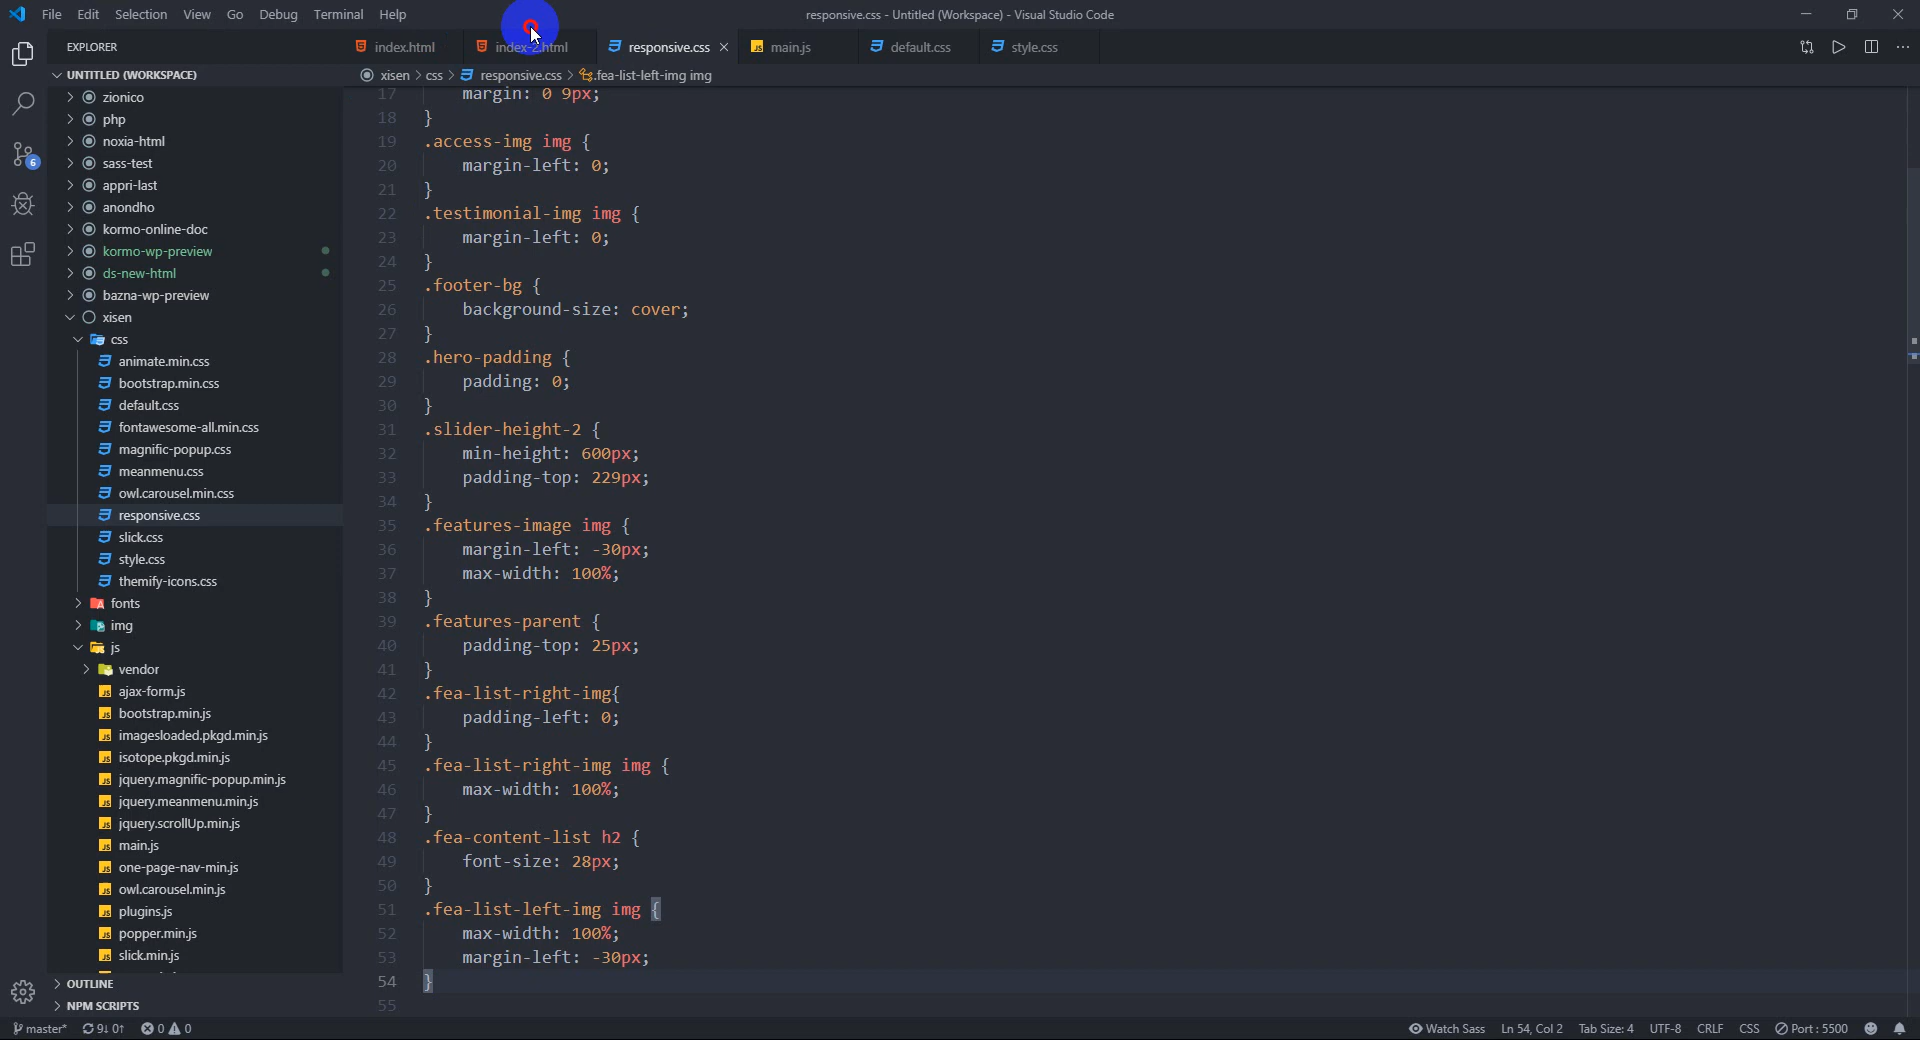 File Edit Selection View Go Debug Terminal Help
responsive.css - Untitled (Workspace) - Visual Studio Code
EXPLORER
index.html
index-2.html
responsive.css
main.js
default.css
style.css
UNTITLED (WORKSPACE)
xisen > css > responsive.css > .fea-list-left-img img
zionico
php
noxia-html
sass-test
appri-last
anondho
kormo-online-doc
kormo-wp-preview
ds-new-html
bazna-wp-preview
xisen
css
animate.min.css
bootstrap.min.css
default.css
fontawesome-all.min.css
magnific-popup.css
meanmenu.css
owl.carousel.min.css
responsive.css
slick.css
style.css
themify-icons.css
fonts
img
js
vendor
ajax-form.js
bootstrap.min.js
imagesloaded.pkgd.min.js
isotope.pkgd.min.js
jquery.magnific-popup.min.js
jquery.meanmenu.min.js
jquery.scrollUp.min.js
main.js
one-page-nav-min.js
owl.carousel.min.js
plugins.js
popper.min.js
slick.min.js
OUTLINE
NPM SCRIPTS
6
17 margin: 0 9px;
18 }
19 .access-img img {
20 margin-left: 0;
21 }
22 .testimonial-img img {
23 margin-left: 0;
24 }
25 .footer-bg {
26 background-size: cover;
27 }
28 .hero-padding {
29 padding: 0;
30 }
31 .slider-height-2 {
32 min-height: 600px;
33 padding-top: 229px;
34 }
35 .features-image img {
36 margin-left: -30px;
37 max-width: 100%;
38 }
39 .features-parent {
40 padding-top: 25px;
41 }
42 .fea-list-right-img{
43 padding-left: 0;
44 }
45 .fea-list-right-img img {
46 max-width: 100%;
47 }
48 .fea-content-list h2 {
49 font-size: 28px;
50 }
51 .fea-list-left-img img {
52 max-width: 100%;
53 margin-left: -30px;
54 }
55
master* 9↓ 0↑ 0 0
Watch Sass Ln 54, Col 2 Tab Size: 4 UTF-8 CRLF CSS Port : 5500